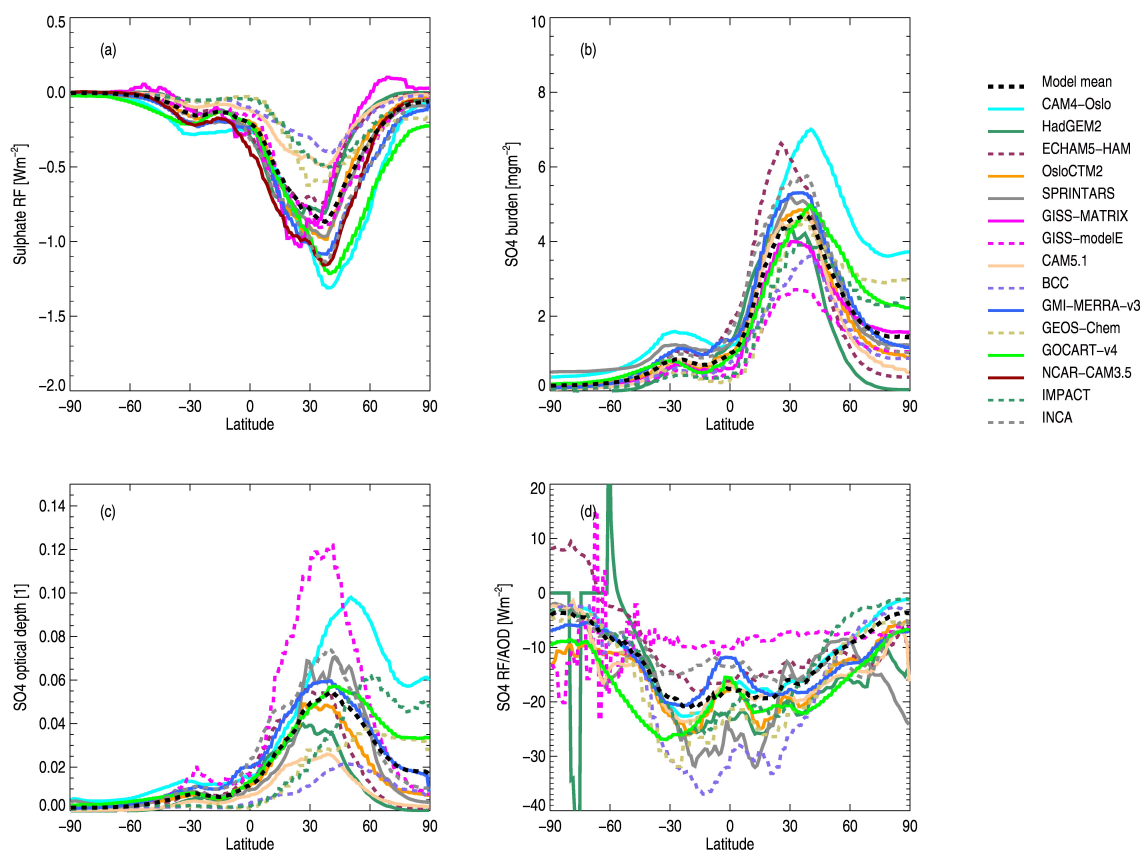 (a)
Sulphate RF [Wm−2]
0.5
0.0
−0.5
−1.0
−1.5
−2.0
−90 −60 −30 0 30 60 90
Latitude
(b)
SO4 burden [mgm−2]
10
8
6
4
2
0
−90 −60 −30 0 30 60 90
Latitude
Model mean
CAM4−Oslo
HadGEM2
ECHAM5−HAM
OsloCTM2
SPRINTARS
GISS−MATRIX
GISS−modelE
CAM5.1
BCC
GMI−MERRA−v3
GEOS−Chem
GOCART−v4
NCAR−CAM3.5
IMPACT
INCA
(c)
SO4 optical depth [1]
0.14
0.12
0.10
0.08
0.06
0.04
0.02
0.00
−90 −60 −30 0 30 60 90
Latitude
(d)
SO4 RF/AOD [Wm−2]
20
10
0
−10
−20
−30
−40
−90 −60 −30 0 30 60 90
Latitude